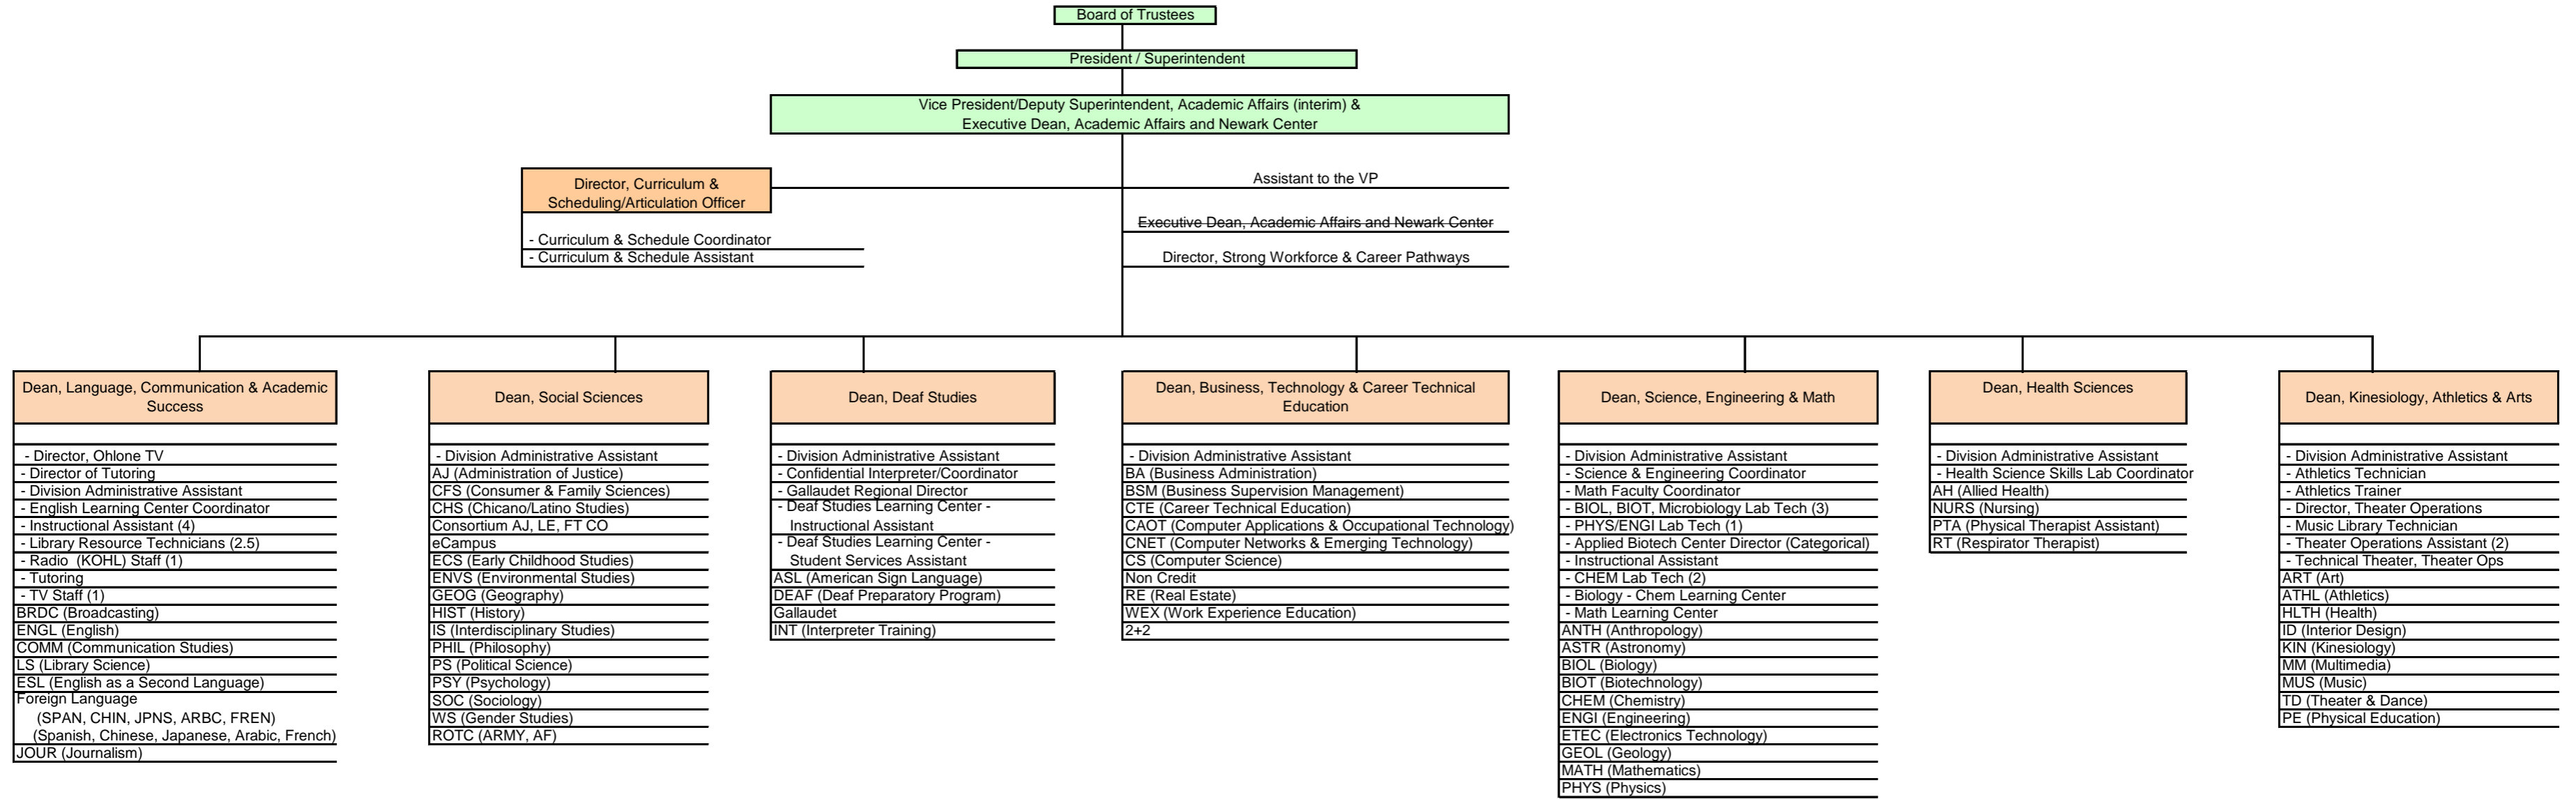 Board of Trustees
President / Superintendent
Vice President/Deputy Superintendent, Academic Affairs (interim) &
Executive Dean, Academic Affairs and Newark Center
Director, Curriculum &
Scheduling/Articulation Officer
- Curriculum & Schedule Coordinator
- Curriculum & Schedule Assistant
Assistant to the VP
Executive Dean, Academic Affairs and Newark Center
Director, Strong Workforce & Career Pathways
Dean, Language, Communication & Academic
Success
- Director, Ohlone TV
- Director of Tutoring
- Division Administrative Assistant
- English Learning Center Coordinator
- Instructional Assistant (4)
- Library Resource Technicians (2.5)
- Radio (KOHL) Staff (1)
- Tutoring
- TV Staff (1)
BRDC (Broadcasting)
ENGL (English)
COMM (Communication Studies)
LS (Library Science)
ESL (English as a Second Language)
Foreign Language
(SPAN, CHIN, JPNS, ARBC, FREN)
(Spanish, Chinese, Japanese, Arabic, French)
JOUR (Journalism)
Dean, Social Sciences
- Division Administrative Assistant
AJ (Administration of Justice)
CFS (Consumer & Family Sciences)
CHS (Chicano/Latino Studies)
Consortium AJ, LE, FT CO
eCampus
ECS (Early Childhood Studies)
ENVS (Environmental Studies)
GEOG (Geography)
HIST (History)
IS (Interdisciplinary Studies)
PHIL (Philosophy)
PS (Political Science)
PSY (Psychology)
SOC (Sociology)
WS (Gender Studies)
ROTC (ARMY, AF)
Dean, Deaf Studies
- Division Administrative Assistant
- Confidential Interpreter/Coordinator
- Gallaudet Regional Director
- Deaf Studies Learning Center -
Instructional Assistant
- Deaf Studies Learning Center -
Student Services Assistant
ASL (American Sign Language)
DEAF (Deaf Preparatory Program)
Gallaudet
INT (Interpreter Training)
Dean, Business, Technology & Career Technical
Education
- Division Administrative Assistant
BA (Business Administration)
BSM (Business Supervision Management)
CTE (Career Technical Education)
CAOT (Computer Applications & Occupational Technology)
CNET (Computer Networks & Emerging Technology)
CS (Computer Science)
Non Credit
RE (Real Estate)
WEX (Work Experience Education)
2+2
Dean, Science, Engineering & Math
- Division Administrative Assistant
- Science & Engineering Coordinator
- Math Faculty Coordinator
- BIOL, BIOT, Microbiology Lab Tech (3)
- PHYS/ENGI Lab Tech (1)
- Applied Biotech Center Director (Categorical)
- Instructional Assistant
- CHEM Lab Tech (2)
- Biology - Chem Learning Center
- Math Learning Center
ANTH (Anthropology)
ASTR (Astronomy)
BIOL (Biology)
BIOT (Biotechnology)
CHEM (Chemistry)
ENGI (Engineering)
ETEC (Electronics Technology)
GEOL (Geology)
MATH (Mathematics)
PHYS (Physics)
Dean, Health Sciences
- Division Administrative Assistant
- Health Science Skills Lab Coordinator
AH (Allied Health)
NURS (Nursing)
PTA (Physical Therapist Assistant)
RT (Respirator Therapist)
Dean, Kinesiology, Athletics & Arts
- Division Administrative Assistant
- Athletics Technician
- Athletics Trainer
- Director, Theater Operations
- Music Library Technician
- Theater Operations Assistant (2)
- Technical Theater, Theater Ops
ART (Art)
ATHL (Athletics)
HLTH (Health)
ID (Interior Design)
KIN (Kinesiology)
MM (Multimedia)
MUS (Music)
TD (Theater & Dance)
PE (Physical Education)